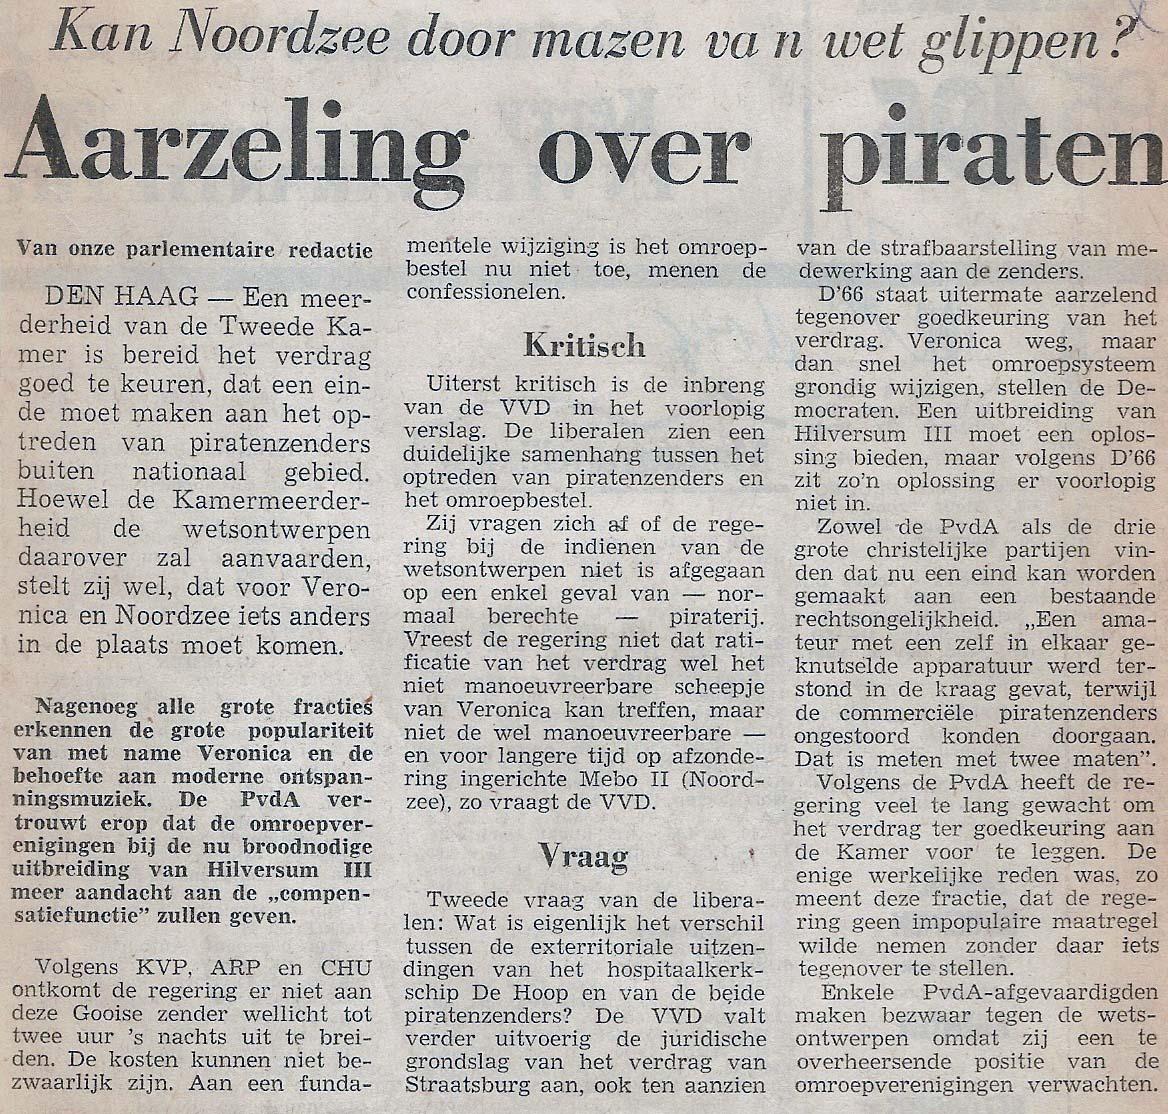 Kan Noordzee door mazen va n wet glippen?
Aarzeling over piraten
Van onze parlementaire redactie
DEN HAAG — Een meer-
derheid van de Tweede Ka-
mer is bereid het verdrag
goed te keuren, dat een ein-
de moet maken aan het op-
treden van piratenzenders
buiten nationaal gebied.
Hoewel de Kamermeerder-
heid de wetsontwerpen
daarover zal aanvaarden,
stelt zij wel, dat voor Vero-
nica en Noordzee iets anders
in de plaats moet komen.
Nagenoeg alle grote fracties
erkennen de grote populariteit
van met name Veronica en de
behoefte aan moderne ontspan-
ningsmuziek. De PvdA ver-
trouwt erop dat de omroepver-
enigingen bij de nu broodnodige
uitbreiding van Hilversum III
meer aandacht aan de „compen-
satiefunctie” zullen geven.
Volgens KVP, ARP en CHU
ontkomt de regering er niet aan
deze Gooise zender wellicht tot
twee uur 's nachts uit te brei-
den. De kosten kunnen niet be-
zwaarlijk zijn. Aan een funda-
mentele wijziging is het omroep-
bestel nu niet toe, menen de
confessionelen.
Kritisch
Uiterst kritisch is de inbreng
van de VVD in het voorlopig
verslag. De liberalen zien een
duidelijke samenhang tussen het
optreden van piratenzenders en
het omroepbestel.
Zij vragen zich af of de rege-
ring bij de indienen van de
wetsontwerpen niet is afgegaan
op een enkel geval van — nor-
maal berechte — piraterij.
Vreest de regering niet dat rati-
ficatie van het verdrag wel het
niet manoeuvreerbare scheepje
van Veronica kan treffen, maar
niet de wel manoeuvreerbare —
en voor langere tijd op afzonde-
ring ingerichte Mebo II (Noord-
zee), zo vraagt de VVD.
Vraag
Tweede vraag van de libera-
len: Wat is eigenlijk het verschil
tussen de exterritoriale uitzen-
dingen van het hospitaalkerk-
schip De Hoop en van de beide
piratenzenders? De VVD valt
verder uitvoerig de juridische
grondslag van het verdrag van
Straatsburg aan, ook ten aanzien
van de strafbaarstelling van me-
dewerking aan de zenders.
D'66 staat uitermate aarzelend
tegenover goedkeuring van het
verdrag. Veronica weg, maar
dan snel het omroepsysteem
grondig wijzigen, stellen de De-
mocraten. Een uitbreiding van
Hilversum III moet een oplos-
sing bieden, maar volgens D'66
zit zo'n oplossing er voorlopig
niet in.
Zowel de PvdA als de drie
grote christelijke partijen vin-
den dat nu een eind kan worden
gemaakt aan een bestaande
rechtsongelijkheid. „Een ama-
teur met een zelf in elkaar ge-
knutselde apparatuur werd ter-
stond in de kraag gevat, terwijl
de commerciële piratenzenders
ongestoord konden doorgaan.
Dat is meten met twee maten”.
Volgens de PvdA heeft de re-
gering veel te lang gewacht om
het verdrag ter goedkeuring aan
de Kamer voor te leggen. De
enige werkelijke reden was, zo
meent deze fractie, dat de rege-
ring geen impopulaire maatregel
wilde nemen zonder daar iets
tegenover te stellen.
Enkele PvdA-afgevaardigden
maken bezwaar tegen de wets-
ontwerpen omdat zij een te
overheersende positie van de
omroepverenigingen verwachten.